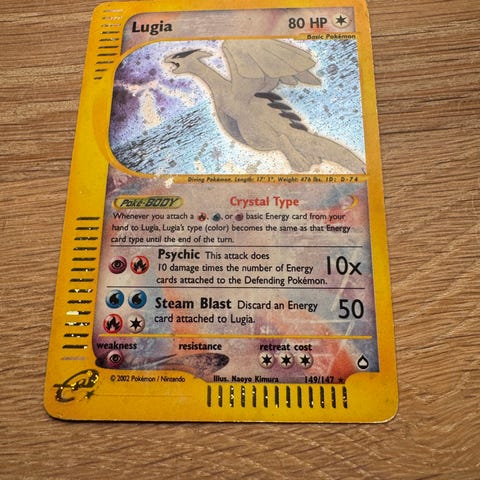 Lugia 80 HP
Basic Pokémon
Diving Pokémon. Length: 17' 1", Weight: 476 lbs. ID: D-74
Poké-BODY Crystal Type
Whenever you attach a , , or basic Energy card from your
hand to Lugia, Lugia's type (color) becomes the same as that Energy
card type until the end of the turn.
Psychic This attack does
10 damage times the number of Energy
cards attached to the Defending Pokémon.
10x
Steam Blast Discard an Energy
card attached to Lugia.
50
weakness resistance retreat cost
© 2002 Pokémon / Nintendo Illus. Naoyo Kimura 149/147 ★